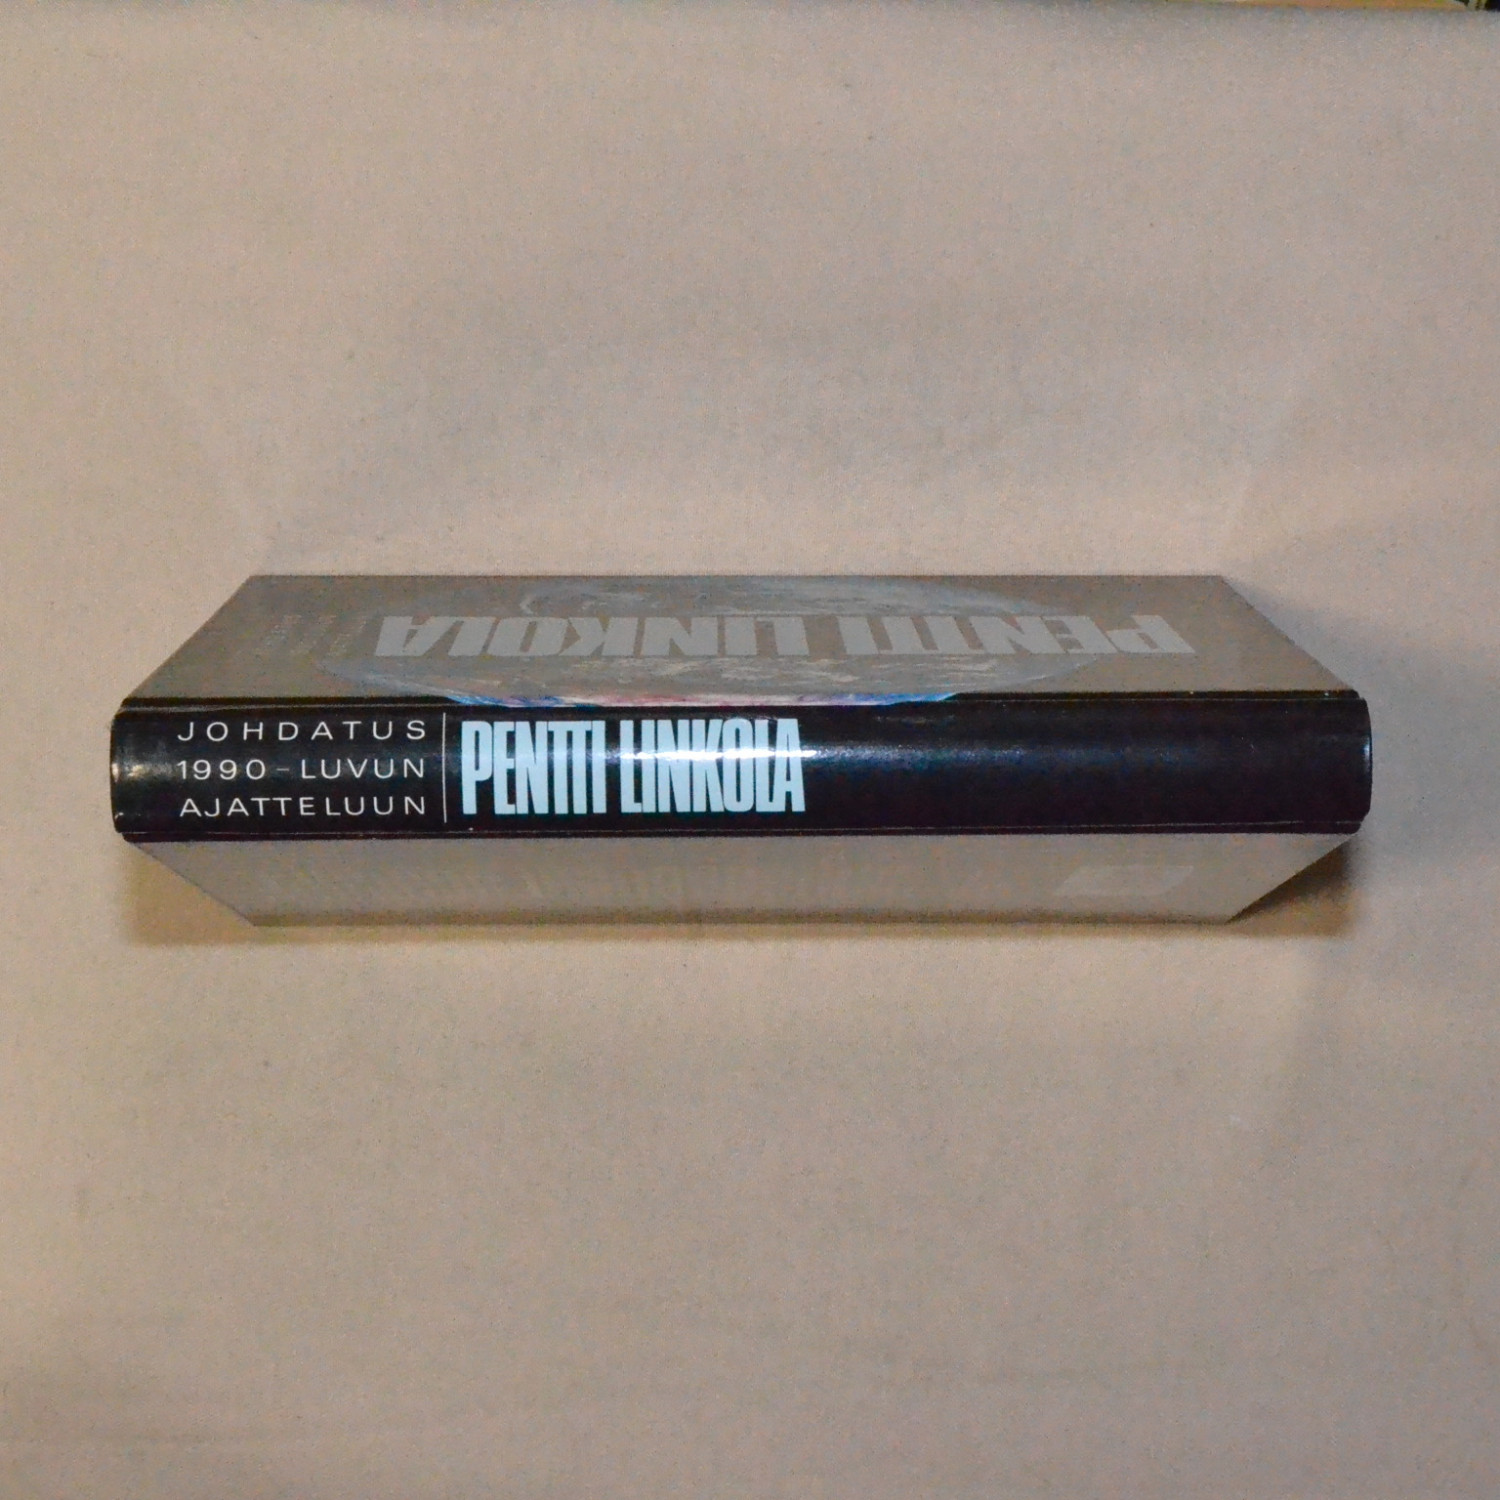 PENTTI LINKOLA
JOHDATUS
1990-LUVUN
AJATTELUUN
PENTTI LINKOLA